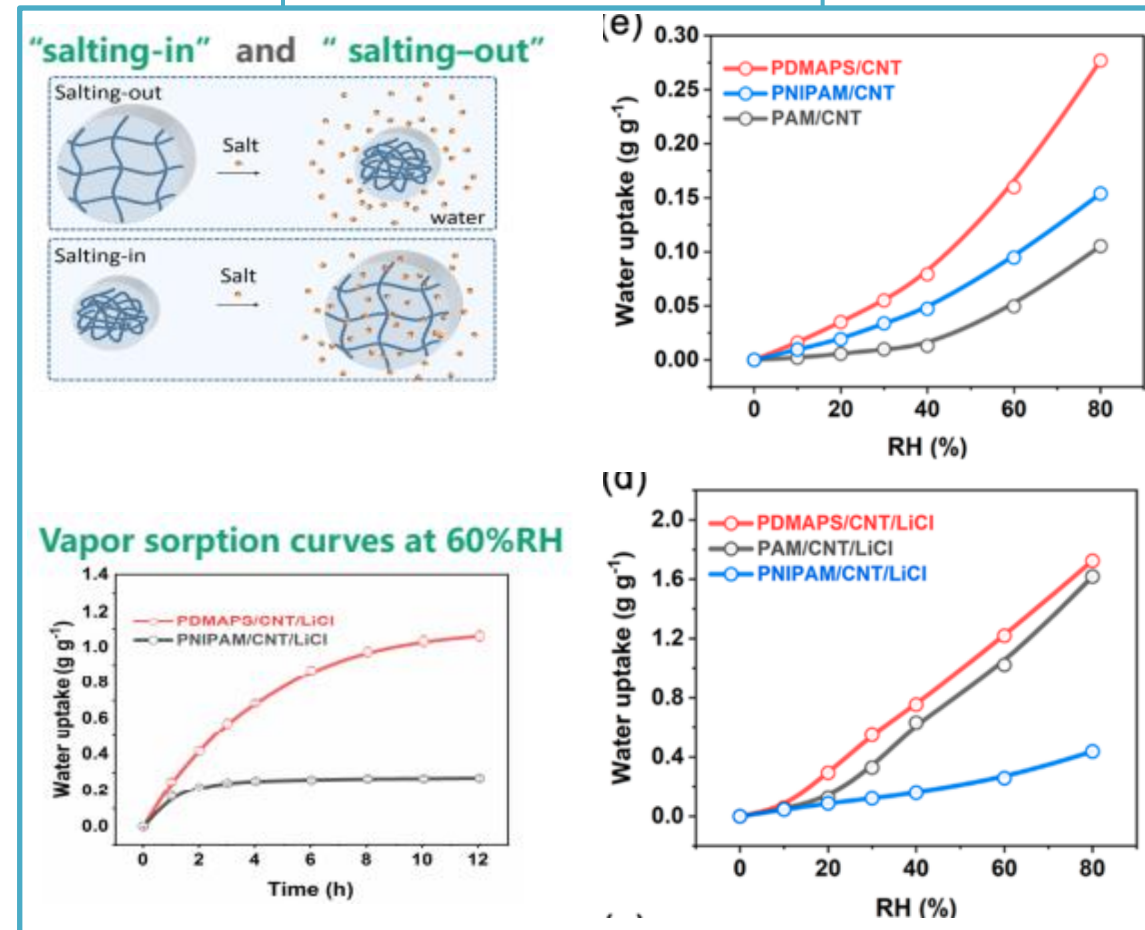 “salting-in” and “ salting–out”
Salting-out
Salt
water
Salting-in
Salt
(e)
0.30
0.25
0.20
0.15
0.10
0.05
0.00
Water uptake (g g⁻¹)
PDMAPS/CNT
PNIPAM/CNT
PAM/CNT
0 20 40 60 80
RH (%)
Vapor sorption curves at 60%RH
1.4
1.2
1.0
0.8
0.6
0.4
0.2
0.0
Water uptake (g g⁻¹)
PDMAPS/CNT/LiCl
PNIPAM/CNT/LiCl
0 2 4 6 8 10 12
Time (h)
(d)
2.0
1.6
1.2
0.8
0.4
0.0
Water uptake (g g⁻¹)
PDMAPS/CNT/LiCl
PAM/CNT/LiCl
PNIPAM/CNT/LiCl
0 20 40 60 80
RH (%)